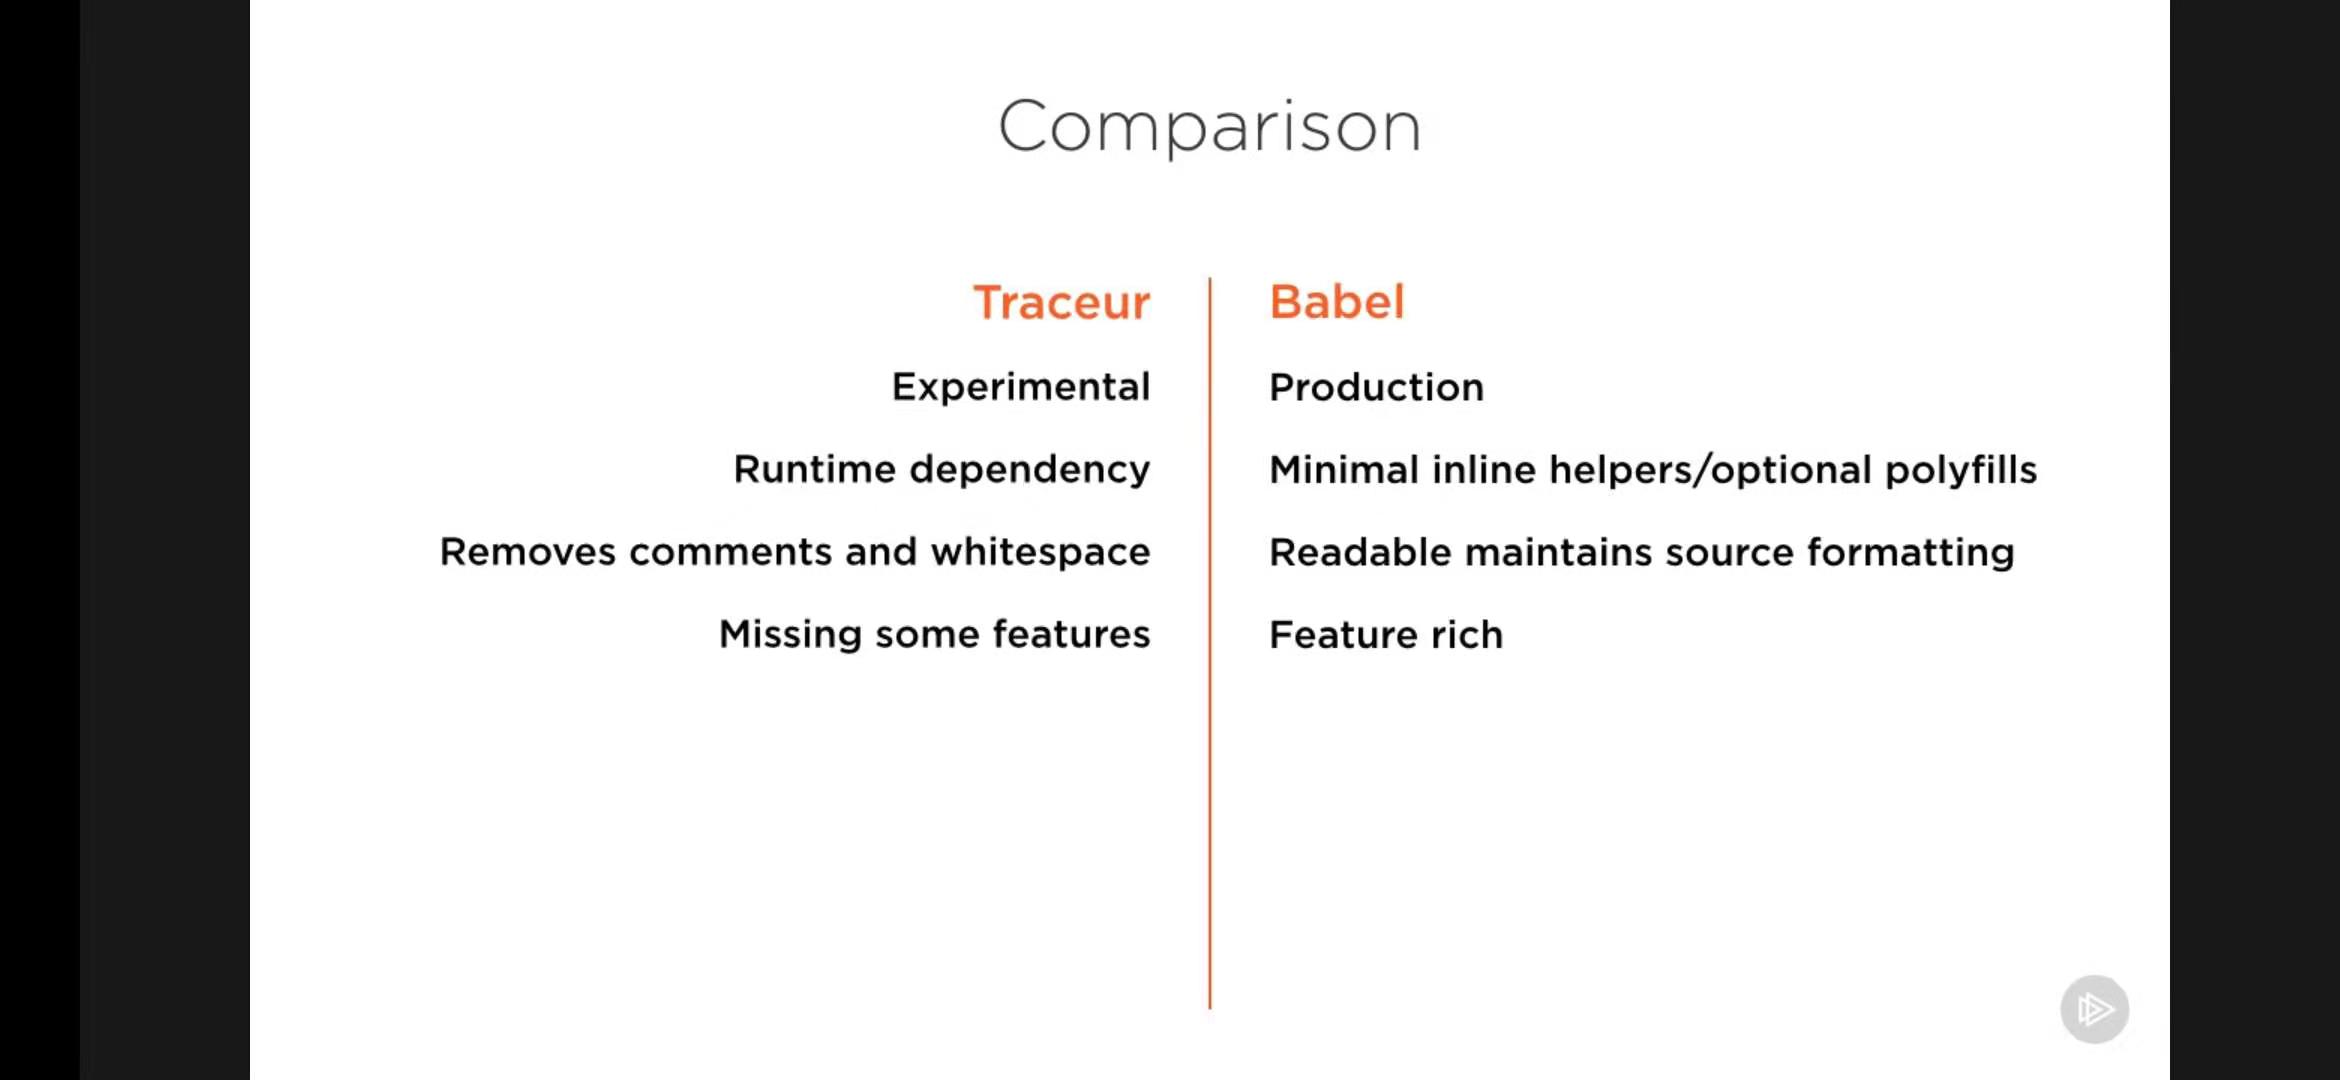 Comparison
Traceur
Experimental
Runtime dependency
Removes comments and whitespace
Missing some features
Babel
Production
Minimal inline helpers/optional polyfills
Readable maintains source formatting
Feature rich